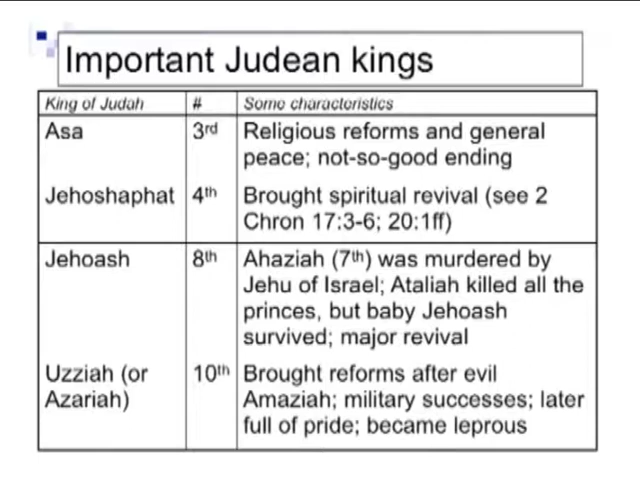 Important Judean kings
King of Judah # Some characteristics
Asa 3rd Religious reforms and general
peace; not-so-good ending
Jehoshaphat 4th Brought spiritual revival (see 2
Chron 17:3-6; 20:1ff)
Jehoash 8th Ahaziah (7th) was murdered by
Jehu of Israel; Ataliah killed all the
princes, but baby Jehoash
survived; major revival
Uzziah (or 10th Brought reforms after evil
Azariah) Amaziah; military successes; later
full of pride; became leprous